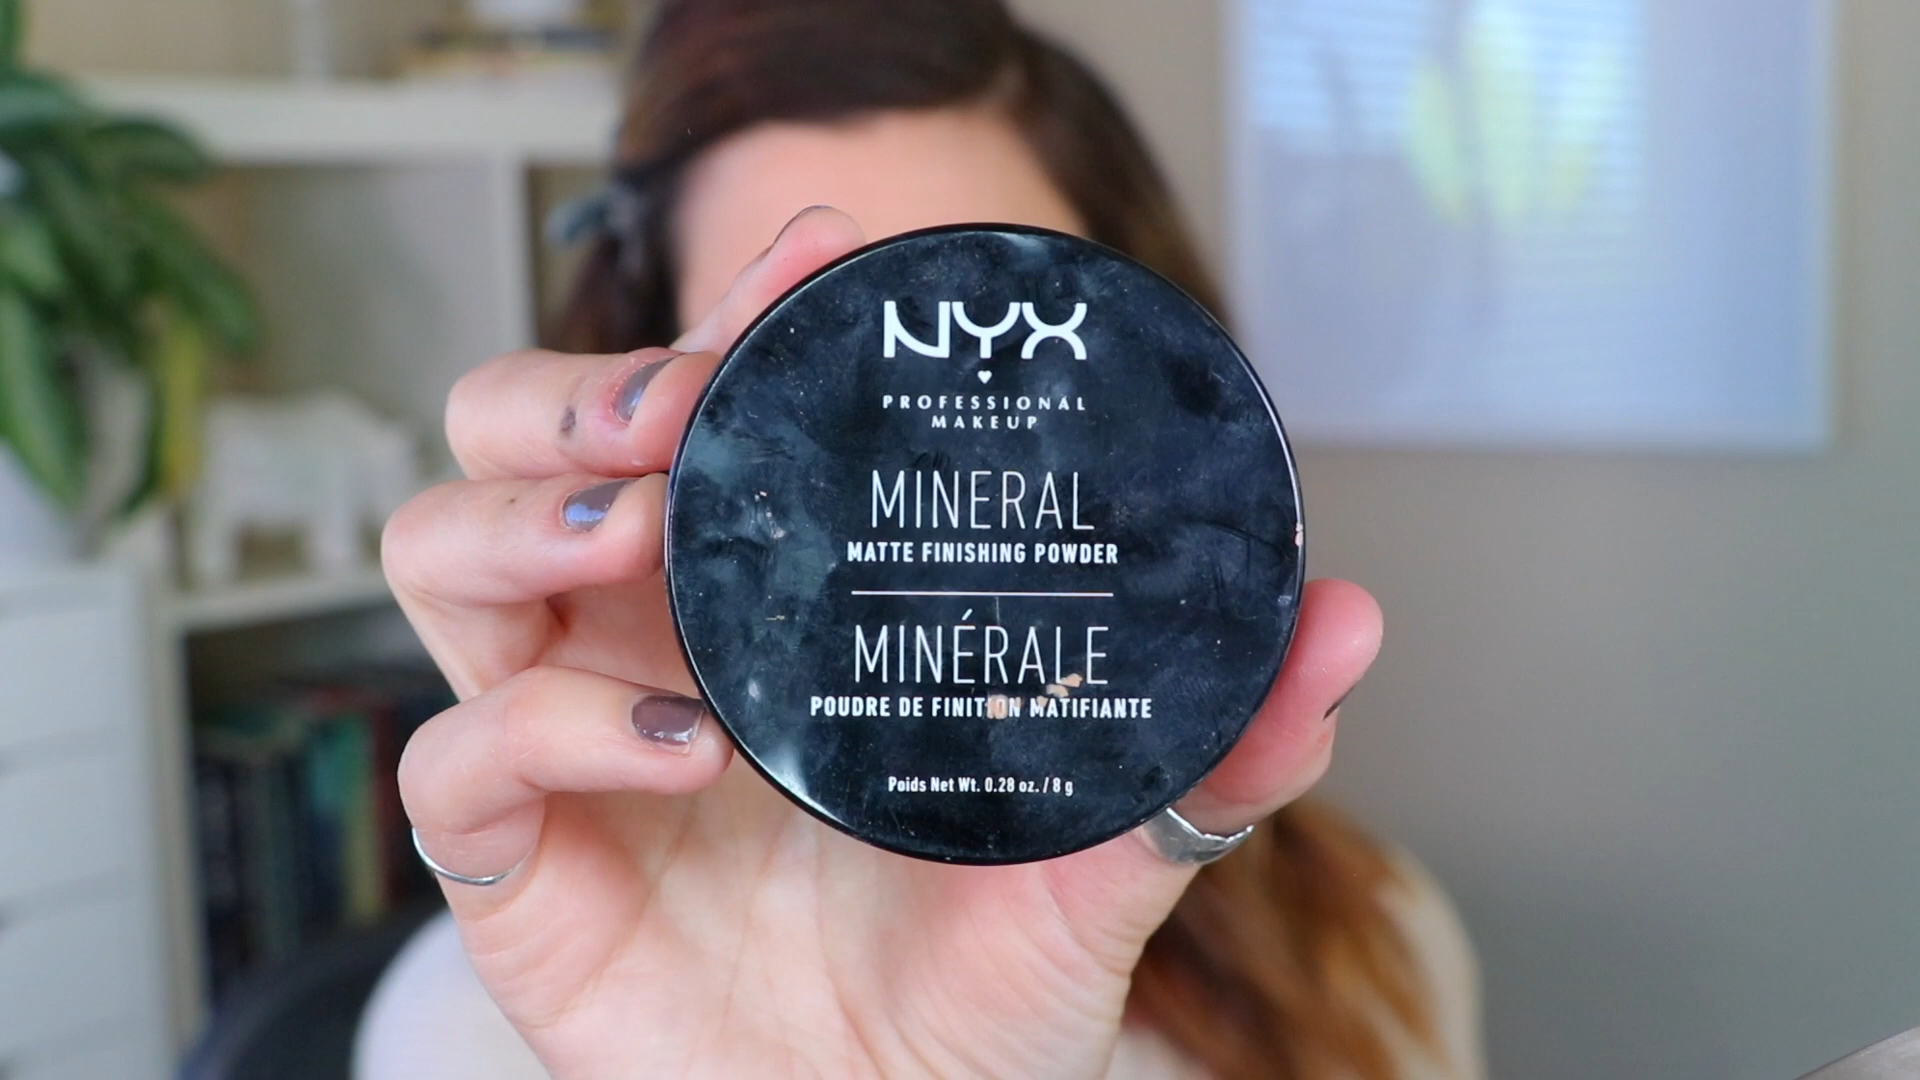 NYX
PROFESSIONAL
MAKEUP
MINERAL
MATTE FINISHING POWDER
MINÉRALE
POUDRE DE FINITION MATIFIANTE
Poids Net Wt. 0.28 oz. / 8 g